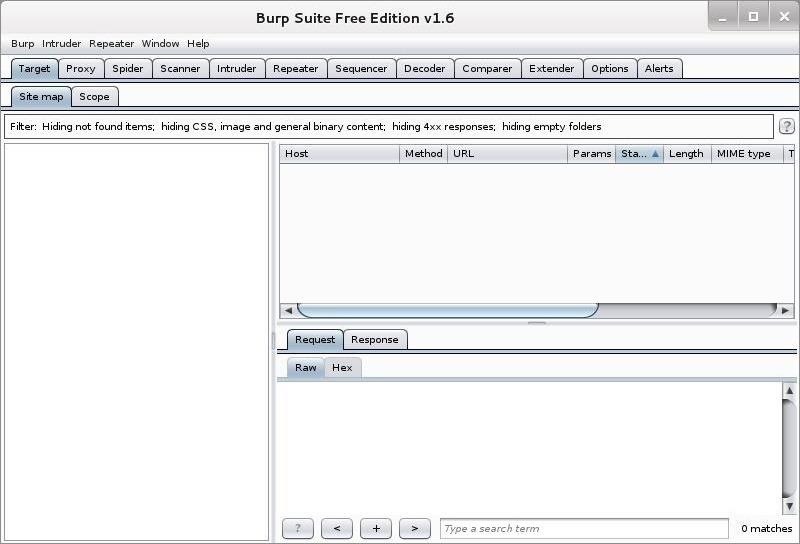 Burp Suite Free Edition v1.6
Burp Intruder Repeater Window Help
Target Proxy Spider Scanner Intruder Repeater Sequencer Decoder Comparer Extender Options Alerts
Site map Scope
Filter: Hiding not found items; hiding CSS, image and general binary content; hiding 4xx responses; hiding empty folders
?
Host Method URL Params Sta... Length MIME type T
Request Response
Raw Hex
? < + > Type a search term 0 matches